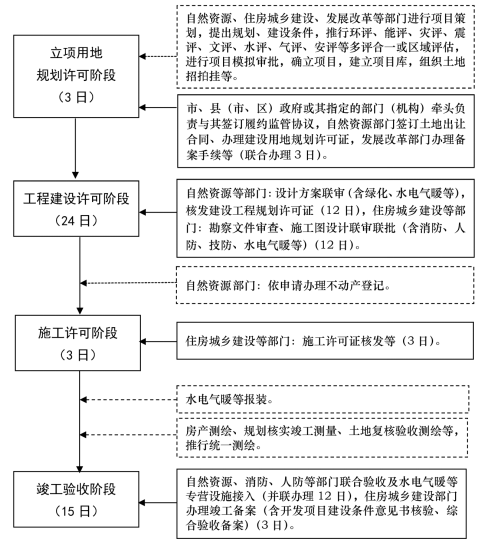 自然资源、住房城乡建设、发展改革等部门进行项目策
划，提出规划、建设条件，推行环评、能评、灾评、震
评、文评、水评、气评、安评等多评合一或区域评估，
进行项目模拟审批，确立项目，建立项目库，组织土地
招拍挂等。
立项用地
规划许可阶段
（3 日）
市、县（市、区）政府或其指定的部门（机构）牵头负
责与其签订履约监管协议，自然资源部门签订土地出让
合同、办理建设用地规划许可证，发展改革部门办理备
案手续等（联合办理 3 日）。
工程建设许可阶段
（24 日）
自然资源等部门：设计方案联审（含绿化、水电气暖等），
核发建设工程规划许可证（12 日），住房城乡建设等部
门：勘察文件审查、施工图设计联审联批（含消防、人
防、技防、水电气暖等）（12 日）。
自然资源部门：依申请办理不动产登记。
施工许可阶段
（3 日）
住房城乡建设等部门：施工许可证核发等（3 日）。
水电气暖等报装。
房产测绘、规划核实竣工测量、土地复核验收测绘等，
推行统一测绘。
竣工验收阶段
（15 日）
自然资源、消防、人防等部门联合验收及水电气暖等
专营设施接入（并联办理 12 日），住房城乡建设部门
办理竣工备案（含开发项目建设条件意见书核验、综
合验收备案）（3 日）。